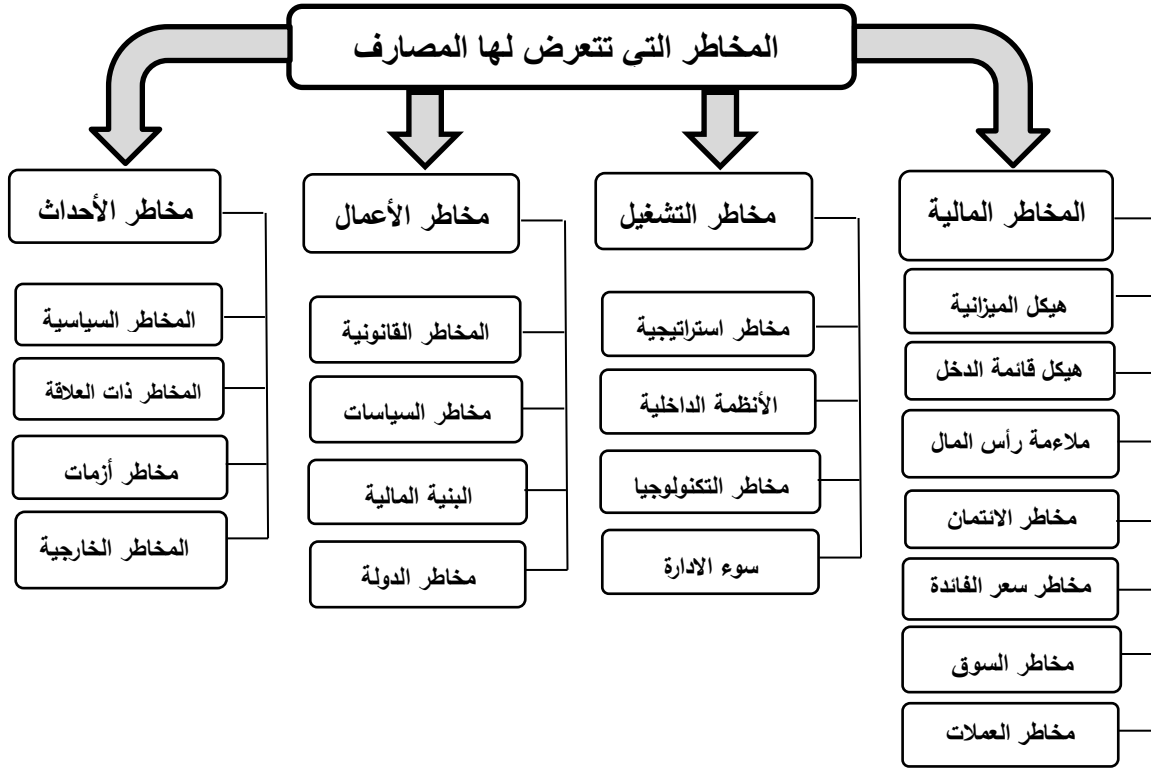 المخاطر التي تتعرض لها المصارف
المخاطر المالية
هيكل الميزانية
هيكل قائمة الدخل
ملاءمة رأس المال
مخاطر الائتمان
مخاطر سعر الفائدة
مخاطر السوق
مخاطر العملات
مخاطر التشغيل
مخاطر استراتيجية
الأنظمة الداخلية
مخاطر التكنولوجيا
سوء الادارة
مخاطر الأعمال
المخاطر القانونية
مخاطر السياسات
البنية المالية
مخاطر الدولة
مخاطر الأحداث
المخاطر السياسية
المخاطر ذات العلاقة
مخاطر أزمات
المخاطر الخارجية